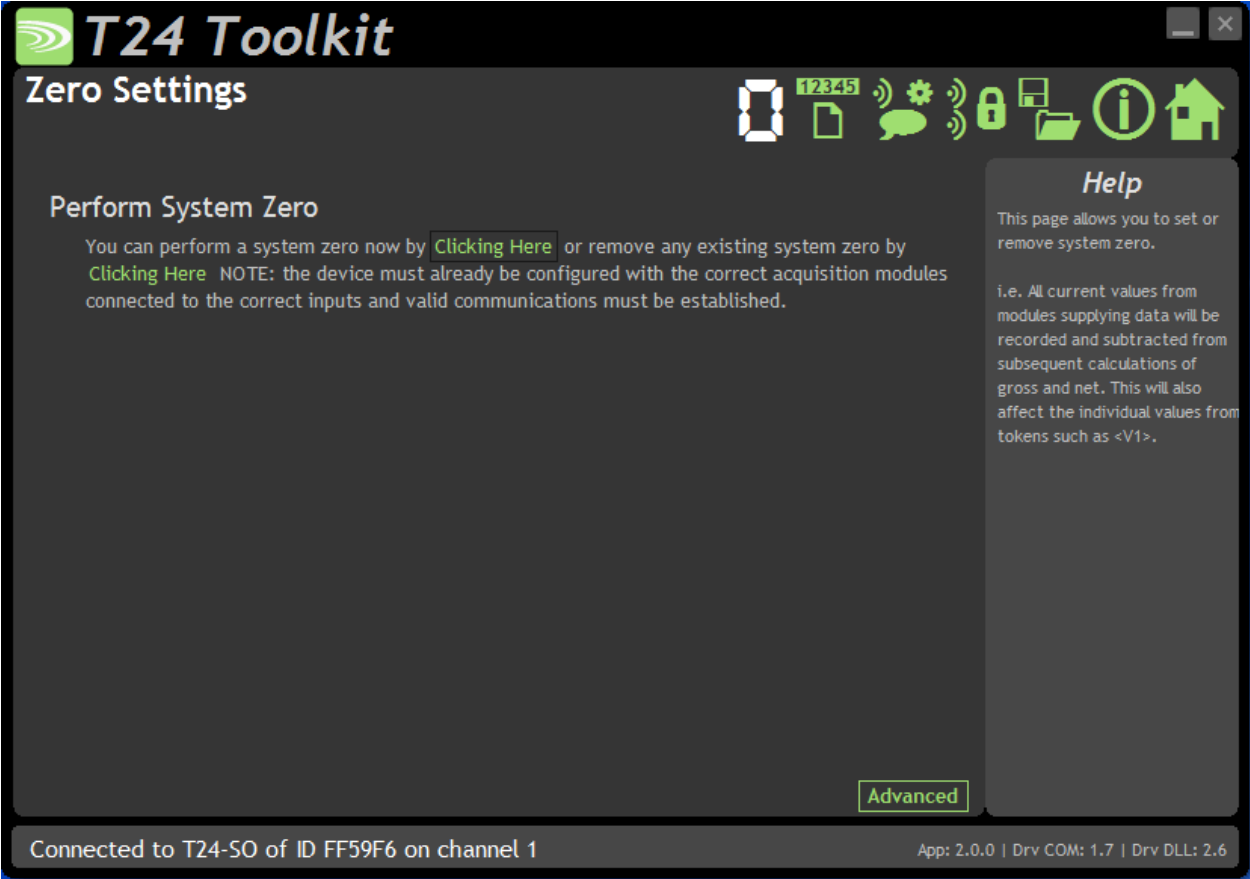 T24 Toolkit
Zero Settings
0
12345
Perform System Zero
You can perform a system zero now by Clicking Here or remove any existing system zero by
Clicking Here NOTE: the device must already be configured with the correct acquisition modules
connected to the correct inputs and valid communications must be established.
Help
This page allows you to set or
remove system zero.
i.e. All current values from
modules supplying data will be
recorded and subtracted from
subsequent calculations of
gross and net. This will also
affect the individual values from
tokens such as <V1>.
Advanced
Connected to T24-SO of ID FF59F6 on channel 1
App: 2.0.0 | Drv COM: 1.7 | Drv DLL: 2.6